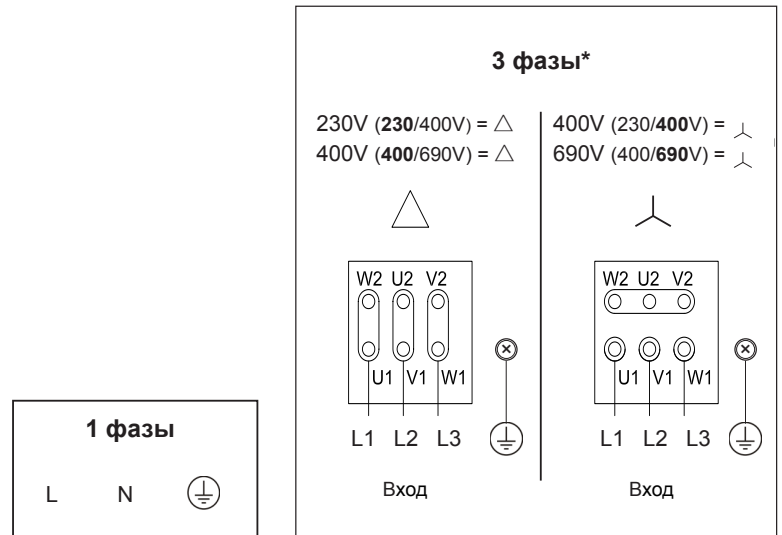 3 фазы*
230V (230/400V) = △
400V (400/690V) = △
400V (230/400V) =
690V (400/690V) =
W2 U2 V2
U1 V1 W1
L1 L2 L3
Вход
W2 U2 V2
U1 V1 W1
L1 L2 L3
Вход
1 фазы
L N